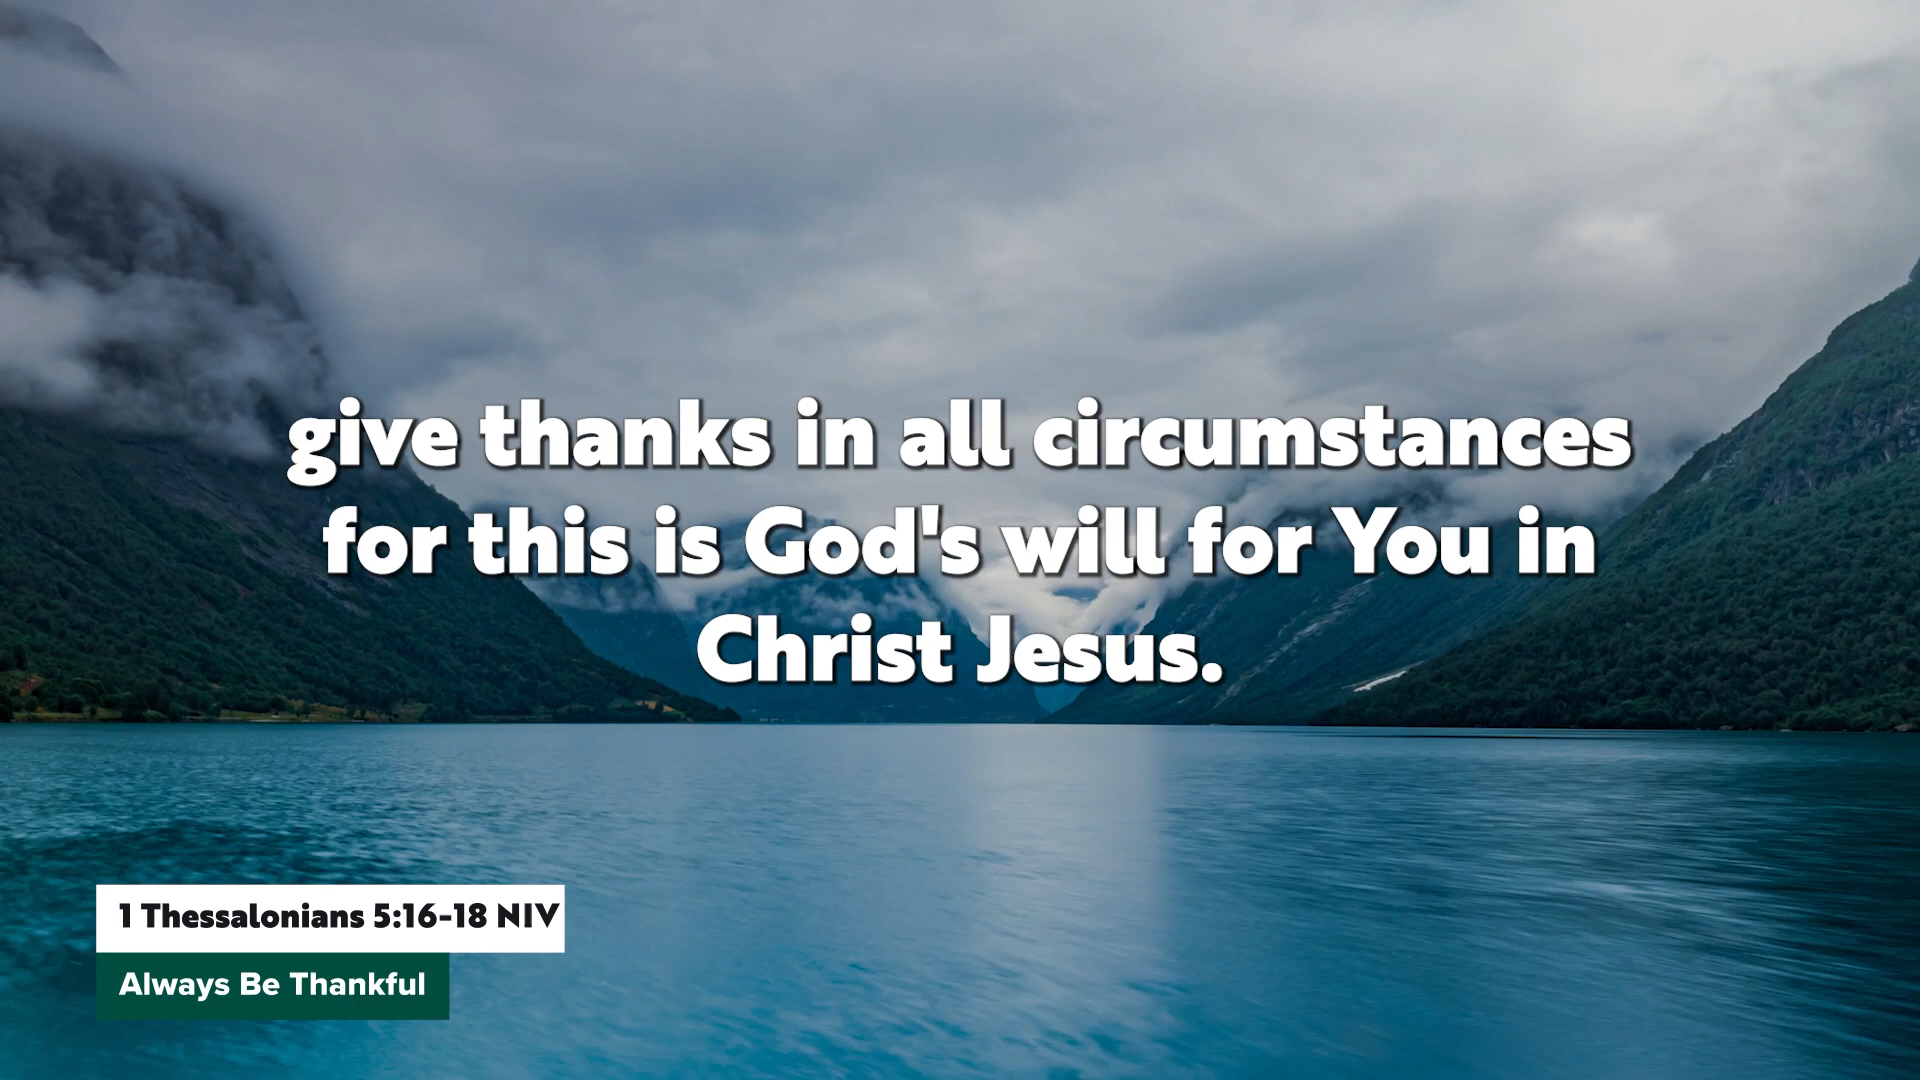 give thanks in all circumstances
for this is God's will for You in
Christ Jesus.
1 Thessalonians 5:16-18 NIV
Always Be Thankful